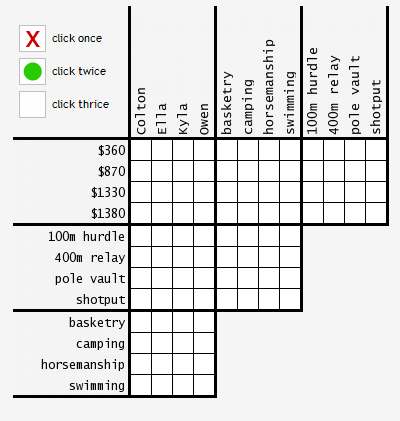 X click once
click twice
click thrice
Colton
Ella
Kyla
Owen
basketry
camping
horsemanship
swimming
100m hurdle
400m relay
pole vault
shotput
$360
$870
$1330
$1380
100m hurdle
400m relay
pole vault
shotput
basketry
camping
horsemanship
swimming